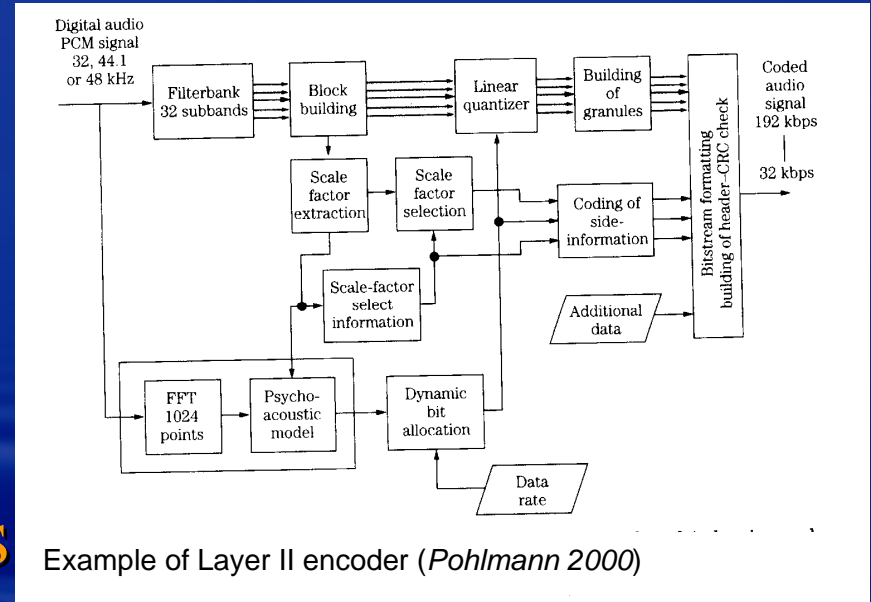 Digital audio
PCM signal
32, 44.1
or 48 kHz
Filterbank
32 subbands
Block
building
Linear
quantizer
Building
of
granules
Bitstream formatting
building of header–CRC check
Coded
audio
signal
192 kbps
32 kbps
Scale
factor
extraction
Scale
factor
selection
Coding of
side-
information
Scale-factor
select
information
Additional
data
FFT
1024
points
Psycho-
acoustic
model
Dynamic
bit
allocation
Data
rate
S
Example of Layer II encoder (Pohlmann 2000)